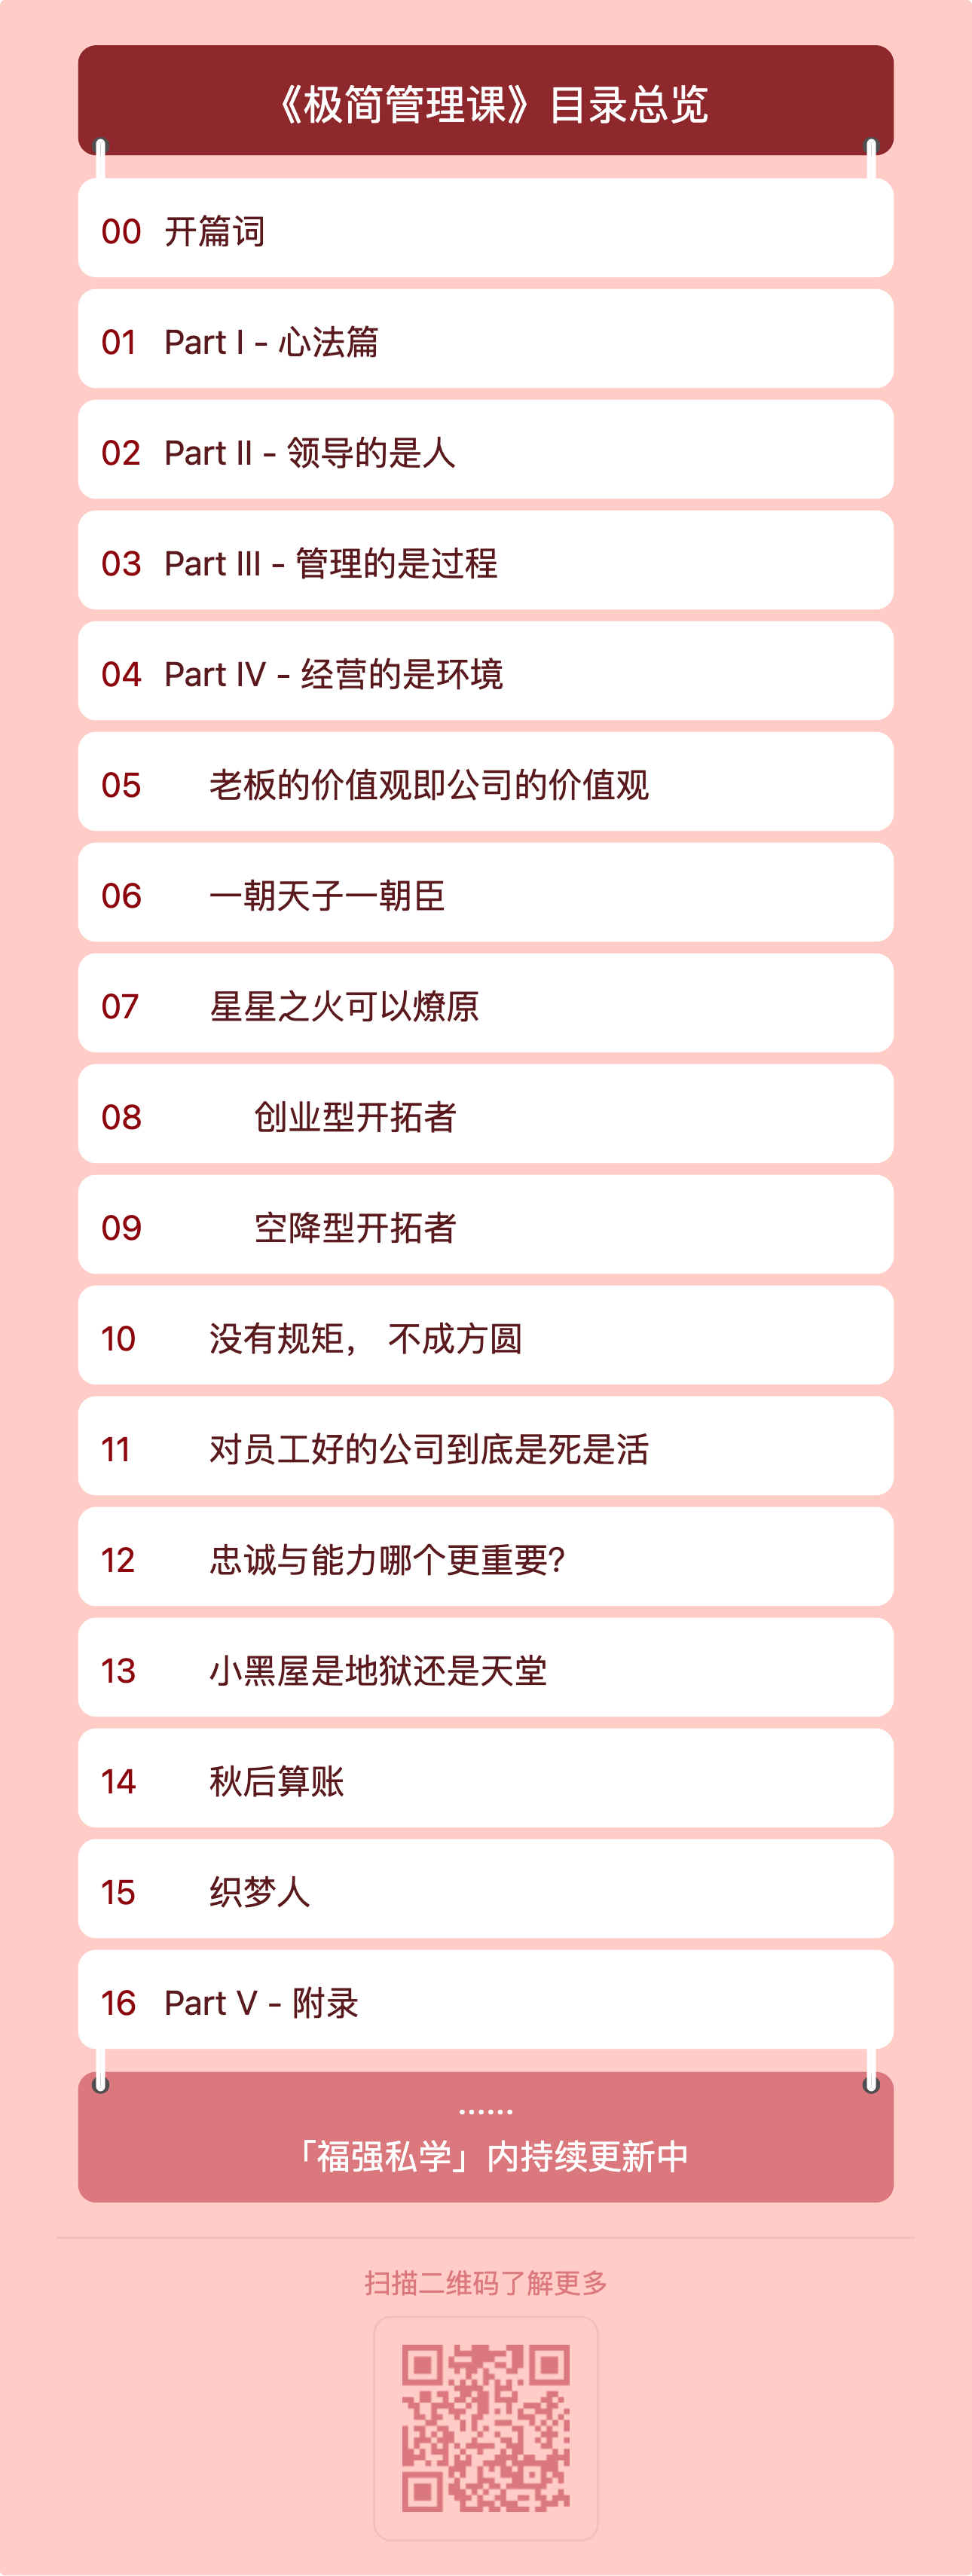 《极简管理课》目录总览
00 开篇词
01 Part I - 心法篇
02 Part II - 领导的是人
03 Part III - 管理的是过程
04 Part IV - 经营的是环境
05 老板的价值观即公司的价值观
06 一朝天子一朝臣
07 星星之火可以燎原
08 创业型开拓者
09 空降型开拓者
10 没有规矩， 不成方圆
11 对员工好的公司到底是死是活
12 忠诚与能力哪个更重要?
13 小黑屋是地狱还是天堂
14 秋后算账
15 织梦人
16 Part V - 附录
......
「福强私学」内持续更新中
扫描二维码了解更多